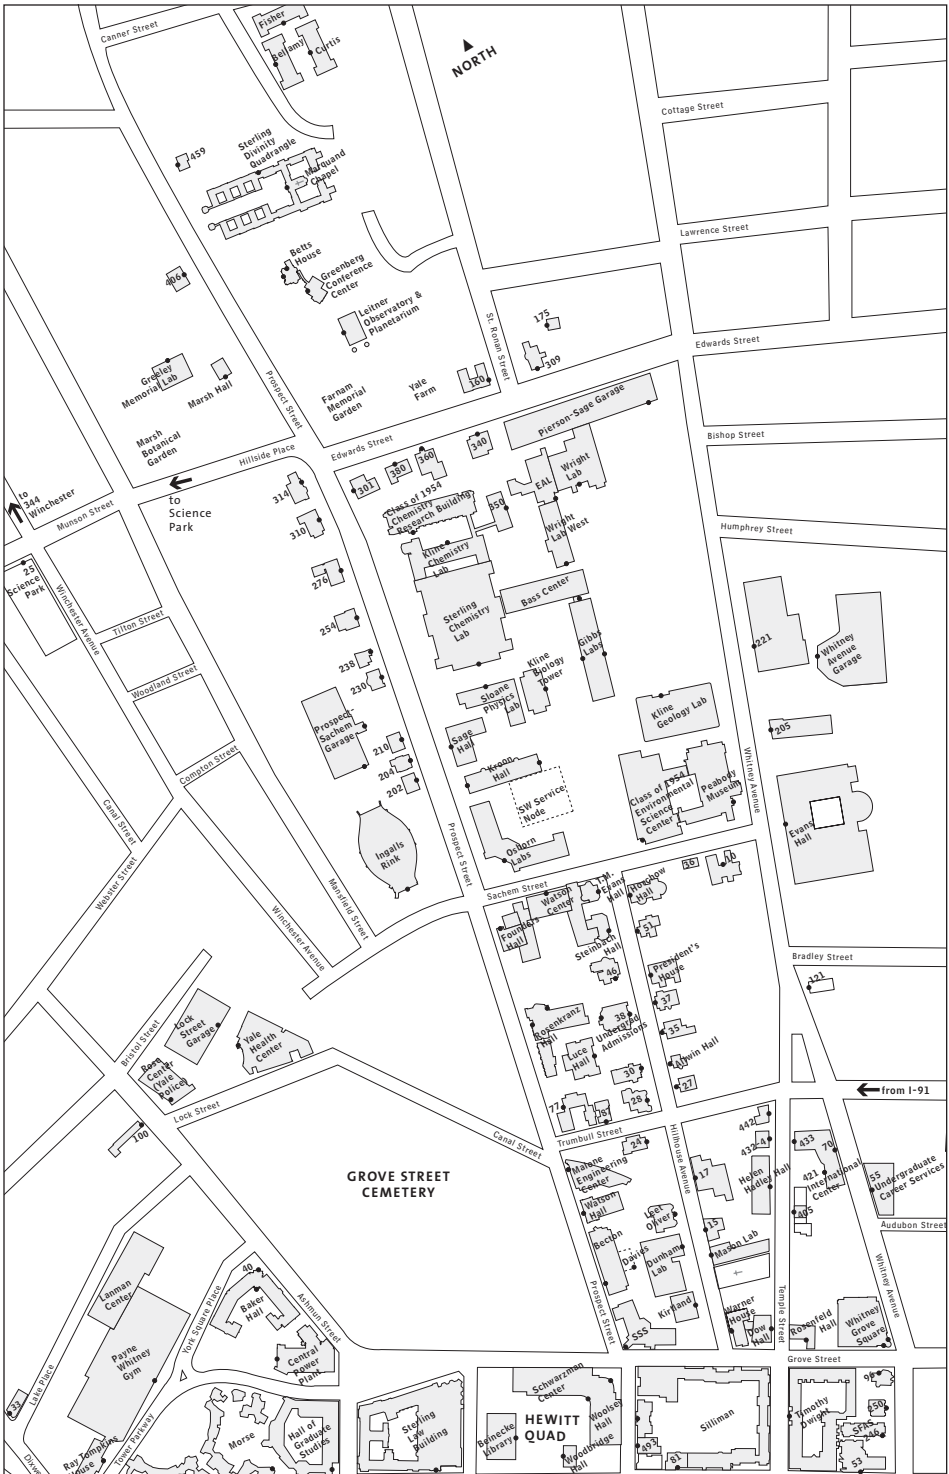 Canner Street
Fisher
Bellamy
Curtis
NORTH
Cottage Street
459
Sterling
Divinity
Quadrangle
Marquand
Chapel
Lawrence Street
406
Betts
House
Greenberg
Conference
Center
Leitner
Observatory &
Planetarium
St. Ronan Street
175
309
Edwards Street
Greeley
Memorial Lab
Marsh Hall
Prospect Street
Farnam
Memorial
Garden
Yale
Farm
160
Pierson-Sage Garage
Marsh
Botanical
Garden
Hillside Place
Edwards Street
Bishop Street
to
344
Winchester
Munson Street
to
Science
Park
314
310
301
380
360
340
Class of 1954
Chemistry
Research Building
350
EAL
Wright
Lab
Wright
Lab West
Humphrey Street
25
Science
Park
Winchester Avenue
276
Kline
Chemistry
Lab
Tilton Street
254
Sterling
Chemistry
Lab
Bass Center
Gibbs
Labs
221
Whitney
Avenue
Garage
Woodland Street
238
230
Kline
Biology
Tower
Sloane
Physics
Lab
Kline
Geology Lab
205
Prospect-
Sachem
Garage
210
204
202
Sage
Hall
Kroon
Hall
SW Service
Node
Compton Street
Canal Street
Class of 1954
Environmental
Science
Center
Peabody
Museum
Whitney Avenue
Evans
Hall
Ingalls
Rink
Prospect Street
Osborn
Labs
Webster Street
Winchester Avenue
Mansfield Street
Sachem Street
Founders
Hall
Watson
Center
T.M.
Evans
Hall
Horchow
Hall
56
10
51
Steinbach
Hall
46
President's
House
37
Bradley Street
121
Bristol Street
Lock
Street
Garage
Yale
Health
Center
Rosenkranz
Hall
38
Undergrad
Admissions
35
Luce
Hall
Arwin Hall
Rose
Center
(Yale
Police)
30
27
28
from I-91
Lock Street
100
77
87
Canal Street
Trumbull Street
24
Hillhouse Avenue
442
432-4
433
70
GROVE STREET
CEMETERY
Malone
Engineering
Center
17
Helen
Hadley Hall
421
International
Center
55
Undergraduate
Career Services
Watson
Hall
Leet
Oliver
15
405
Audubon Street
Becton
Davies
Dunham
Lab
Mason Lab
Lanman
Center
40
Baker
Hall
York Square Place
Ashmun Street
Prospect Street
Kirtland
SSS
Warner
House
Dow
Hall
Temple Street
Rosenfeld
Hall
Whitney
Grove
Square
Whitney Avenue
Payne
Whitney
Gym
Central
Power
Plant
Grove Street
Lake Place
33
Tower Parkway
Ray Tompkins
House
Dixwell
Morse
Hall of
Graduate
Studies
Sterling
Law
Building
Schwarzman
Center
Beinecke
Library
HEWITT
QUAD
Woolsey
Hall
Woodbridge
Hall
Silliman
493
81
Timothy
Dwight
96
250
SFAS
246
53